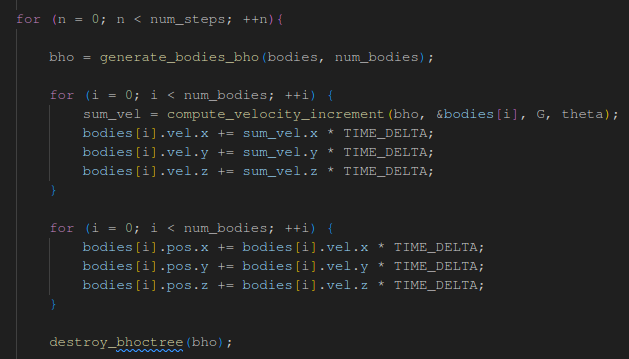 for (n = 0; n < num_steps; ++n){
bho = generate_bodies_bho(bodies, num_bodies);
for (i = 0; i < num_bodies; ++i) {
sum_vel = compute_velocity_increment(bho, &bodies[i], G, theta);
bodies[i].vel.x += sum_vel.x * TIME_DELTA;
bodies[i].vel.y += sum_vel.y * TIME_DELTA;
bodies[i].vel.z += sum_vel.z * TIME_DELTA;
}
for (i = 0; i < num_bodies; ++i) {
bodies[i].pos.x += bodies[i].vel.x * TIME_DELTA;
bodies[i].pos.y += bodies[i].vel.y * TIME_DELTA;
bodies[i].pos.z += bodies[i].vel.z * TIME_DELTA;
}
destroy_bhoctree(bho);